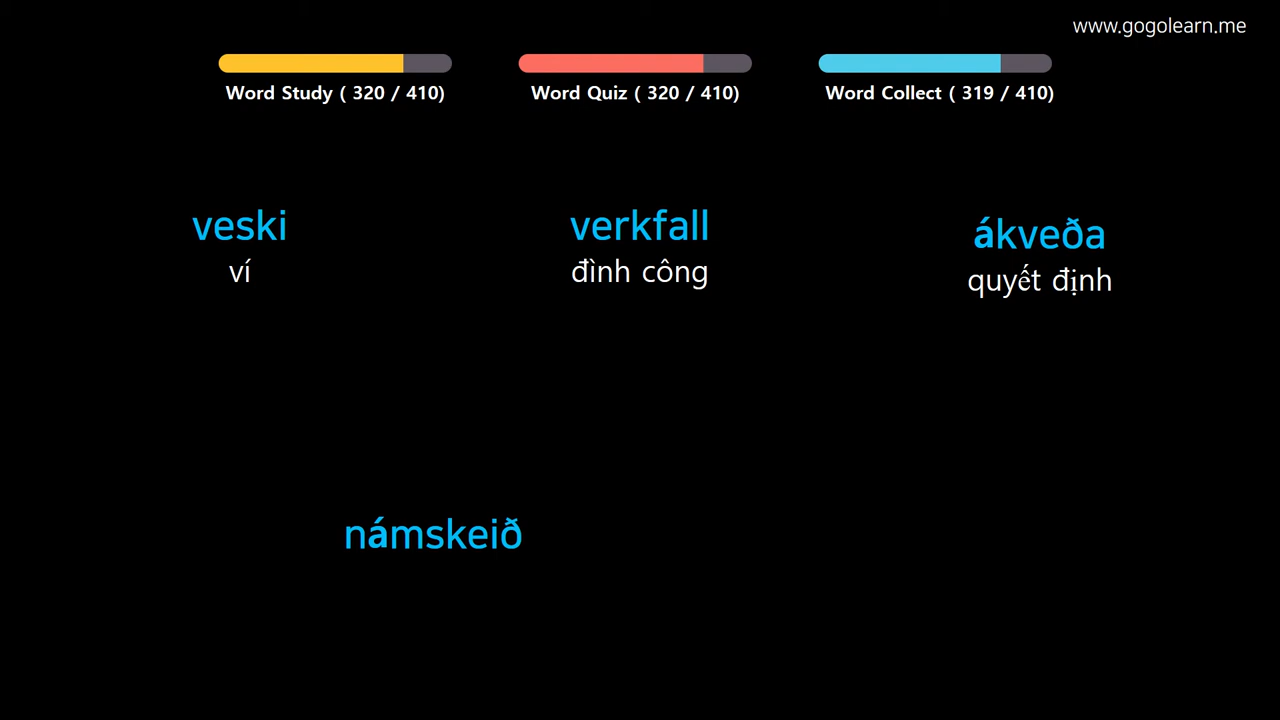 www.gogolearn.me
Word Study ( 320 / 410)
Word Quiz ( 320 / 410)
Word Collect ( 319 / 410)
veski
ví
verkfall
đình công
ákveða
quyết định
námskeið